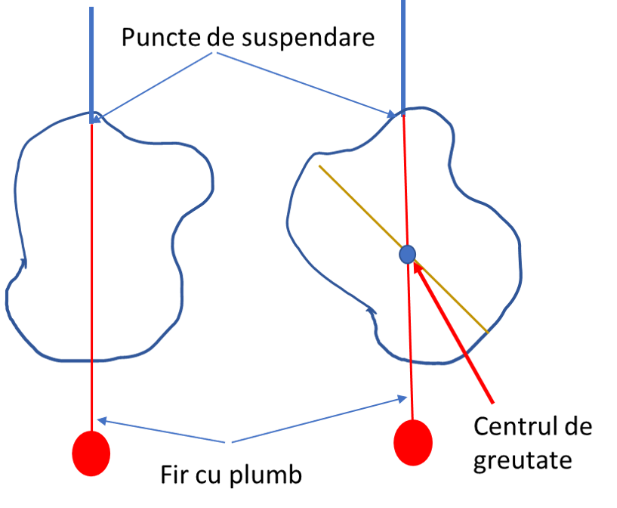 Puncte de suspendare
Fir cu plumb
Centrul de
greutate